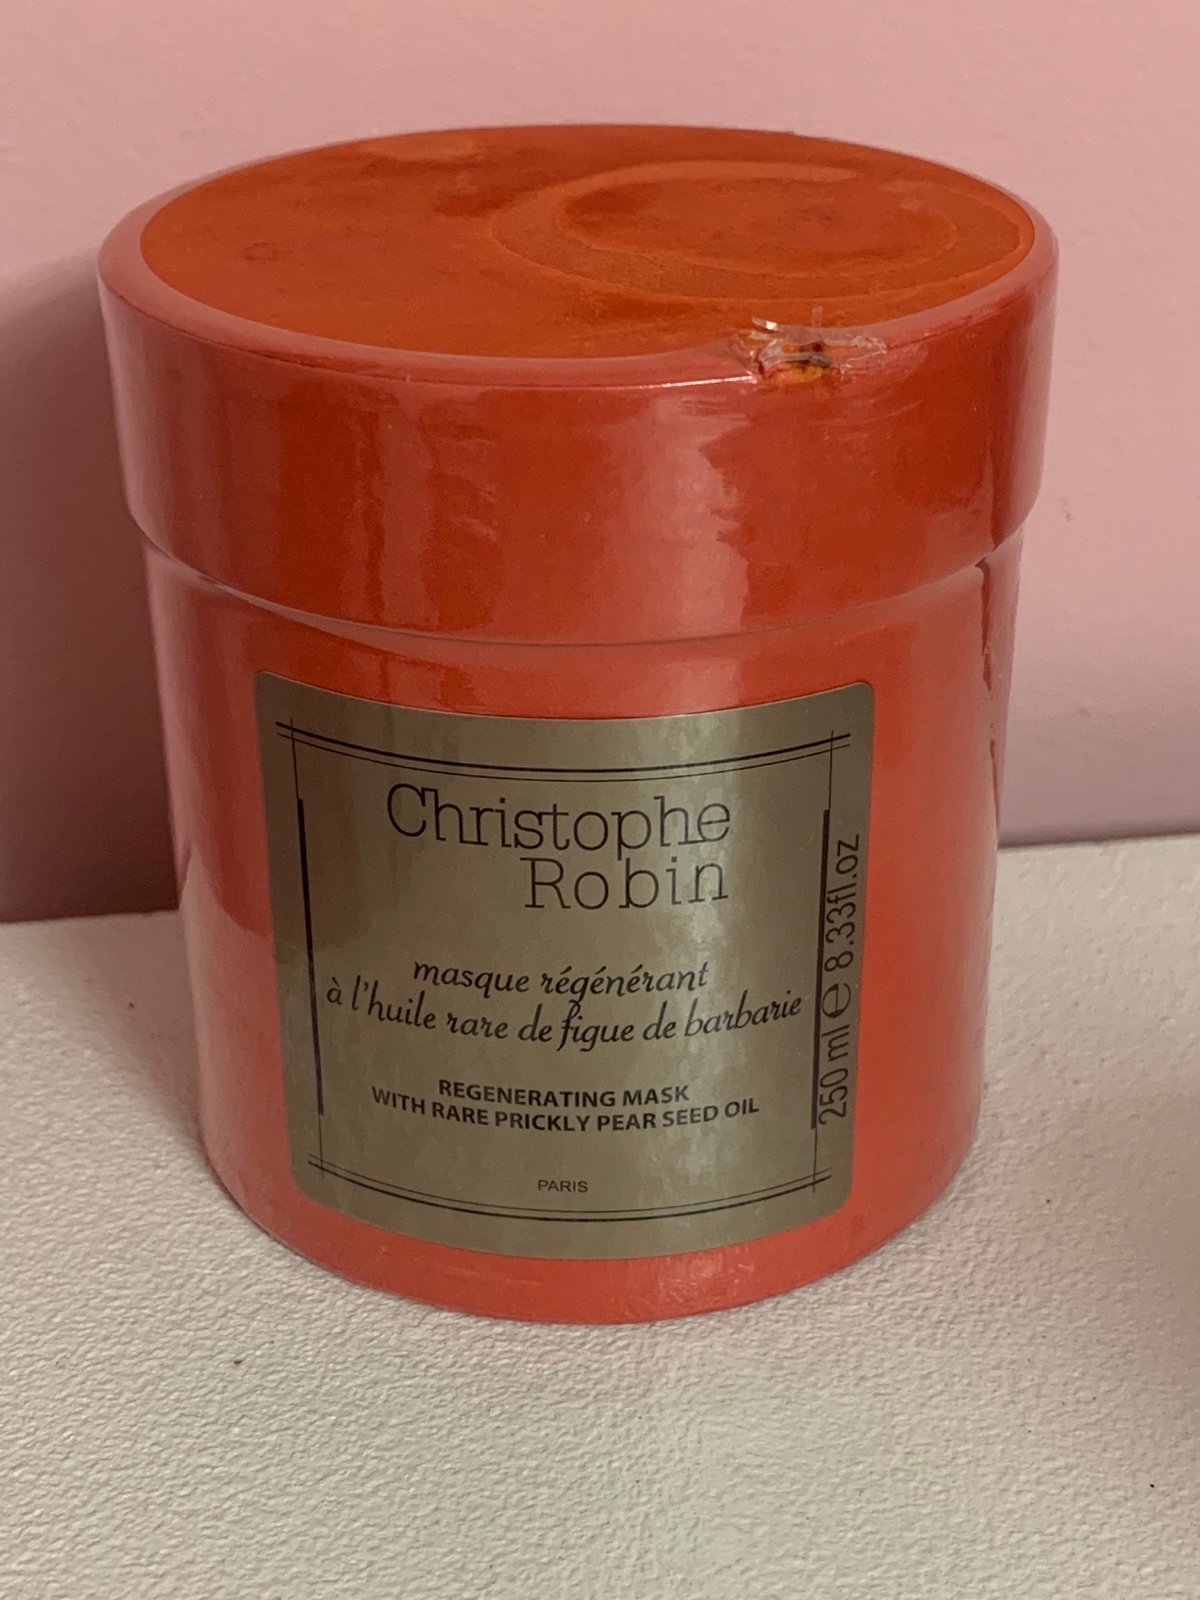 Christophe
Robin
masque régénérant
à l'huile rare de figue de barbarie
REGENERATING MASK
WITH RARE PRICKLY PEAR SEED OIL
PARIS
250 ml ℮ 8.33fl.oz